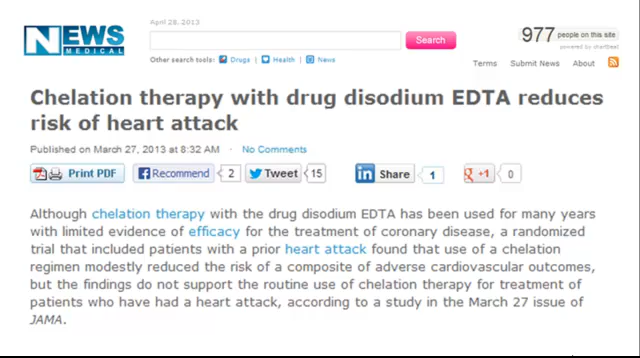 April 28, 2013
NEWS
MEDICAL
Search
977 people on this site
Other search tools: Drugs | Health | News
Terms Submit News About
Chelation therapy with drug disodium EDTA reduces
risk of heart attack
Published on March 27, 2013 at 8:32 AM · No Comments
Print PDF Recommend 2 Tweet 15 in Share 1 g +1 0
Although chelation therapy with the drug disodium EDTA has been used for many years
with limited evidence of efficacy for the treatment of coronary disease, a randomized
trial that included patients with a prior heart attack found that use of a chelation
regimen modestly reduced the risk of a composite of adverse cardiovascular outcomes,
but the findings do not support the routine use of chelation therapy for treatment of
patients who have had a heart attack, according to a study in the March 27 issue of
JAMA.